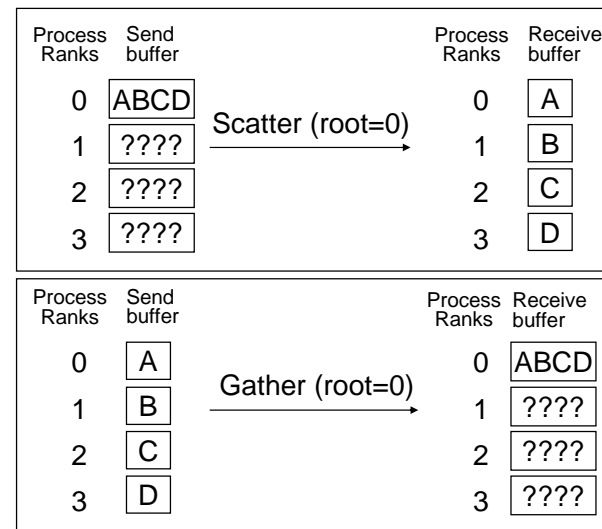 Process Ranks Send buffer Process Ranks Receive buffer
0 ABCD 0 A
Scatter (root=0)
1 ???? 1 B
2 ???? 2 C
3 ???? 3 D
Process Ranks Send buffer Process Ranks Receive buffer
0 A 0 ABCD
Gather (root=0)
1 B 1 ????
2 C 2 ????
3 D 3 ????